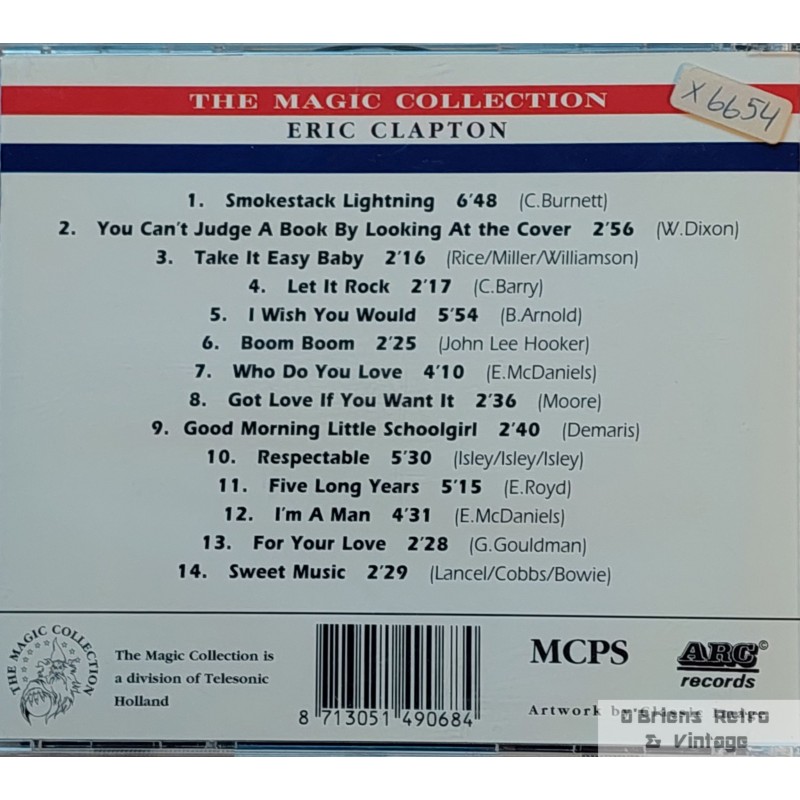 THE MAGIC COLLECTION
X6654
ERIC CLAPTON
1. Smokestack Lightning 6'48 (C.Burnett)
2. You Can't Judge A Book By Looking At the Cover 2'56 (W.Dixon)
3. Take It Easy Baby 2'16 (Rice/Miller/Williamson)
4. Let It Rock 2'17 (C.Barry)
5. I Wish You Would 5'54 (B.Arnold)
6. Boom Boom 2'25 (John Lee Hooker)
7. Who Do You Love 4'10 (E.McDaniels)
8. Got Love If You Want It 2'36 (Moore)
9. Good Morning Little Schoolgirl 2'40 (Demaris)
10. Respectable 5'30 (Isley/Isley/Isley)
11. Five Long Years 5'15 (E.Royd)
12. I'm A Man 4'31 (E.McDaniels)
13. For Your Love 2'28 (G.Gouldman)
14. Sweet Music 2'29 (Lancel/Cobbs/Bowie)
THE MAGIC COLLECTION
The Magic Collection is
a division of Telesonic
Holland
8 713051 490684
MCPS
ARC©
records
Artwork by Classic
O'Briens Retro
& Vintage